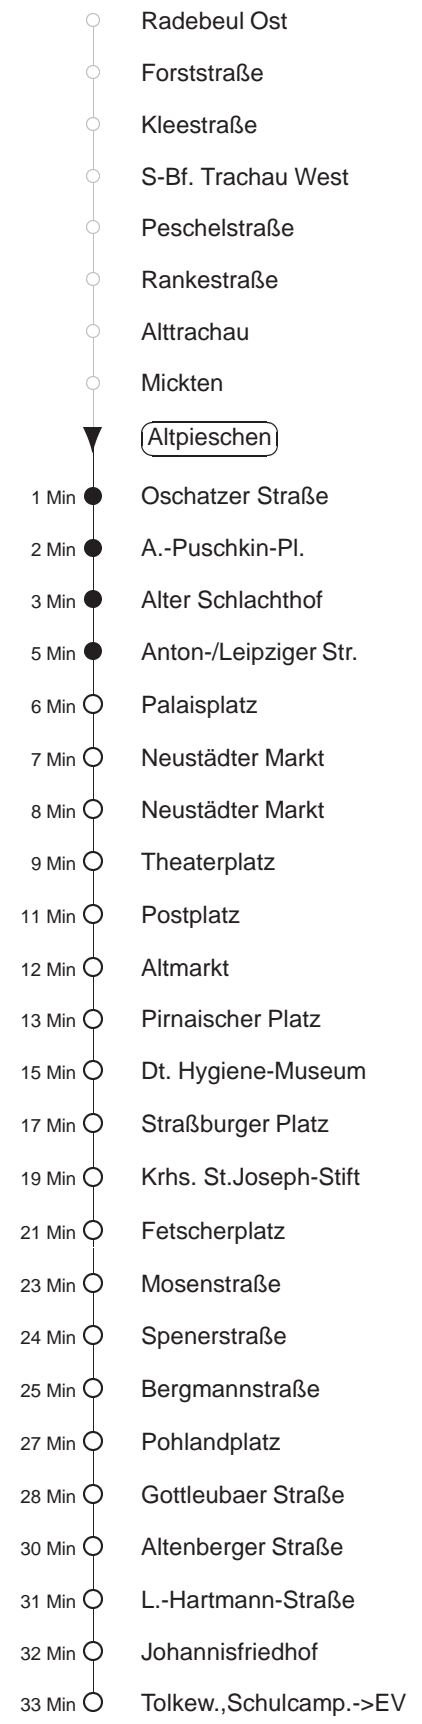 Radebeul Ost
Forststraße
Kleestraße
S-Bf. Trachau West
Peschelstraße
Rankestraße
Alttrachau
Mickten
Altpieschen
1 Min Oschatzer Straße
2 Min A.-Puschkin-Pl.
3 Min Alter Schlachthof
5 Min Anton-/Leipziger Str.
6 Min Palaisplatz
7 Min Neustädter Markt
8 Min Neustädter Markt
9 Min Theaterplatz
11 Min Postplatz
12 Min Altmarkt
13 Min Pirnaischer Platz
15 Min Dt. Hygiene-Museum
17 Min Straßburger Platz
19 Min Krhs. St.Joseph-Stift
21 Min Fetscherplatz
23 Min Mosenstraße
24 Min Spenerstraße
25 Min Bergmannstraße
27 Min Pohlandplatz
28 Min Gottleubaer Straße
30 Min Altenberger Straße
31 Min L.-Hartmann-Straße
32 Min Johannisfriedhof
33 Min Tolkew.,Schulcamp.->EV